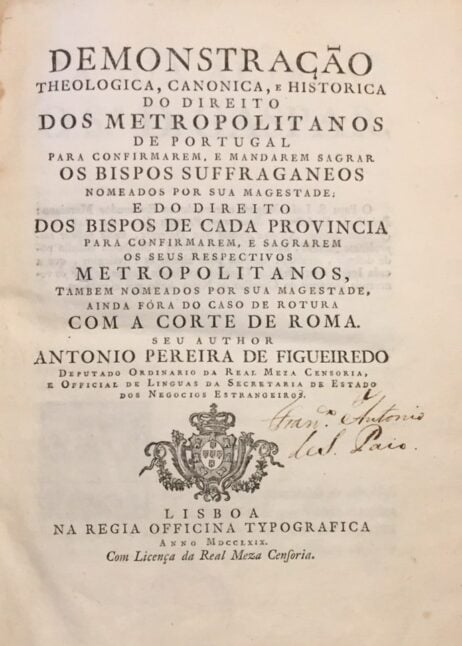 DEMONSTRAÇÃO
THEOLOGICA, CANONICA, E HISTORICA
DO DIREITO
DOS METROPOLITANOS
DE PORTUGAL
PARA CONFIRMAREM, E MANDAREM SAGRAR
OS BISPOS SUFFRAGANEOS
NOMEADOS POR SUA MAGESTADE;
E DO DIREITO
DOS BISPOS DE CADA PROVINCIA
PARA CONFIRMAREM, E SAGRAREM
OS SEUS RESPECTIVOS
METROPOLITANOS,
TAMBEM NOMEADOS POR SUA MAGESTADE,
AINDA FÓRA DO CASO DE ROTURA
COM A CORTE DE ROMA.
SEU AUTHOR
ANTONIO PEREIRA DE FIGUEIREDO
DEPUTADO ORDINARIO DA REAL MEZA CENSORIA,
E OFFICIAL DE LINGUAS DA SECRETARIA DE ESTADO
DOS NEGOCIOS ESTRANGEIROS.
Fran.º Antonio
de S. Paio.
LISBOA
NA REGIA OFFICINA TYPOGRAFICA
ANNO MDCCLXIX.
Com Licença da Real Meza Cenſoria.